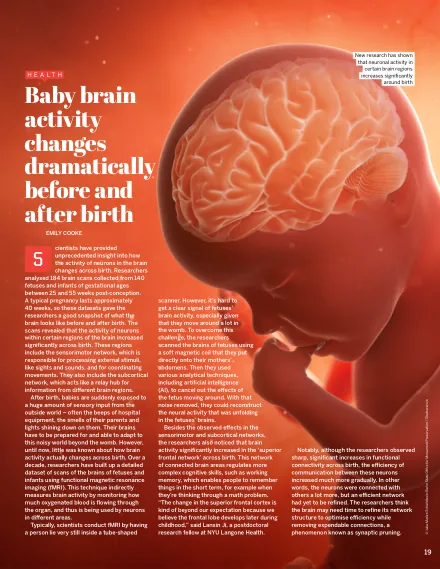 New research has shown
that neuronal activity in
certain brain regions
increases significantly
around birth
HEALTH
Baby brain
activity
changes
dramatically
before and
after birth
EMILY COOKE
Scientists have provided
unprecedented insight into how
the activity of neurons in the brain
changes across birth. Researchers
analysed 184 brain scans collected from 140
fetuses and infants of gestational ages
between 25 and 55 weeks post-conception.
A typical pregnancy lasts approximately
40 weeks, so these datasets gave the
researchers a good snapshot of what the
brain looks like before and after birth. The
scans revealed that the activity of neurons
within certain regions of the brain increased
significantly across birth. These regions
include the sensorimotor network, which is
responsible for processing external stimuli,
like sights and sounds, and for coordinating
movements. They also include the subcortical
network, which acts like a relay hub for
information from different brain regions.
After birth, babies are suddenly exposed to
a huge amount of sensory input from the
outside world – often the beeps of hospital
equipment, the smells of their parents and
lights shining down on them. Their brains
have to be prepared for and able to adapt to
this noisy world beyond the womb. However,
until now, little was known about how brain
activity actually changes across birth. Over a
decade, researchers have built up a detailed
dataset of scans of the brains of fetuses and
infants using functional magnetic resonance
imaging (fMRI). This technique indirectly
measures brain activity by monitoring how
much oxygenated blood is flowing through
the organ, and thus is being used by neurons
in different areas.
Typically, scientists conduct fMRI by having
a person lie very still inside a tube-shaped
scanner. However, it's hard to
get a clear signal of fetuses'
brain activity, especially given
that they move around a lot in
the womb. To overcome this
challenge, the researchers
scanned the brains of fetuses using
a soft magnetic coil that they put
directly onto their mothers'
abdomens. Then they used
various analytical techniques,
including artificial intelligence
(AI), to cancel out the effects of
the fetus moving around. With that
noise removed, they could reconstruct
the neural activity that was unfolding
in the fetuses' brains.
Besides the observed effects in the
sensorimotor and subcortical networks,
the researchers also noticed that brain
activity significantly increased in the 'superior
frontal network' across birth. This network
of connected brain areas regulates more
complex cognitive skills, such as working
memory, which enables people to remember
things in the short term, for example when
they're thinking through a math problem.
"The change in the superior frontal cortex is
kind of beyond our expectation because we
believe the frontal lobe develops later during
childhood," said Lanxin Ji, a postdoctoral
research fellow at NYU Langone Health.
Notably, although the researchers observed
sharp, significant increases in functional
connectivity across birth, the efficiency of
communication between these neurons
increased much more gradually. In other
words, the neurons were connected with
others a lot more, but an efficient network
had yet to be refined. The researchers think
the brain may need time to refine its network
structure to optimise efficiency while
removing expendable connections, a
phenomenon known as synaptic pruning.
19